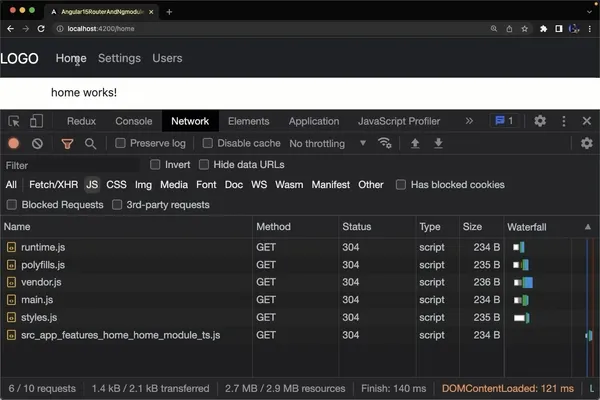 Angular15RouterAndNgmodule
localhost:4200/home
LOGO Home Settings Users
home works!
Redux Console Network Elements Application JavaScript Profiler » 1
Preserve log Disable cache No throttling
Filter Invert Hide data URLs
All Fetch/XHR JS CSS Img Media Font Doc WS Wasm Manifest Other Has blocked cookies
Blocked Requests 3rd-party requests
Name Method Status Type Size Waterfall
runtime.js GET 304 script 234 B
polyfills.js GET 304 script 235 B
vendor.js GET 304 script 236 B
main.js GET 304 script 234 B
styles.js GET 304 script 235 B
src_app_features_home_home_module_ts.js GET 304 script 234 B
6 / 10 requests 1.4 kB / 2.1 kB transferred 2.7 MB / 2.9 MB resources Finish: 140 ms DOMContentLoaded: 121 ms L